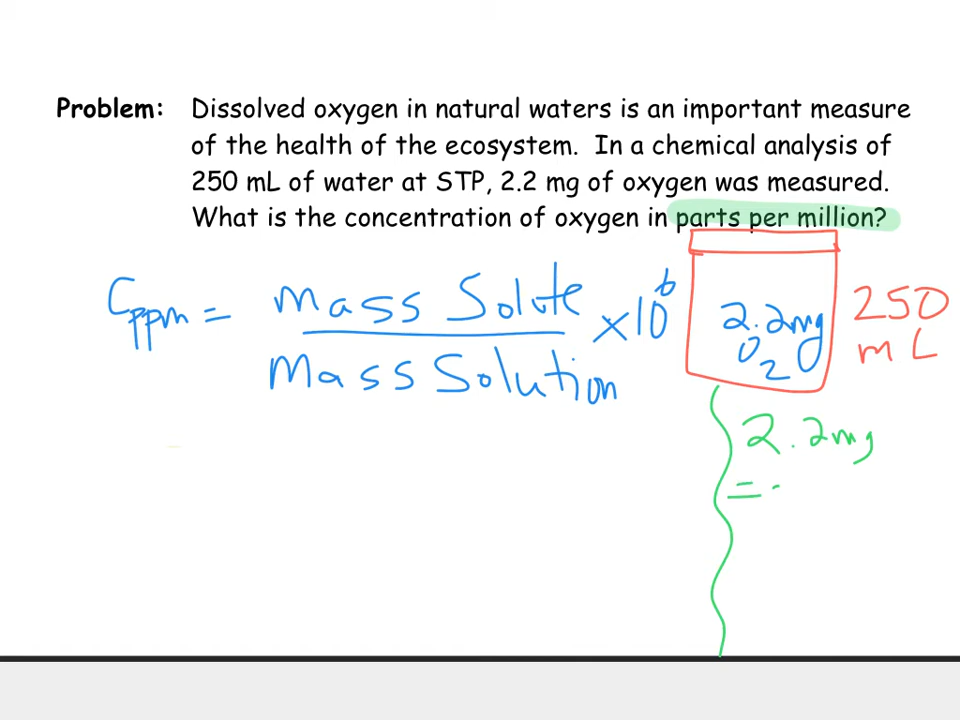 Problem: Dissolved oxygen in natural waters is an important measure
of the health of the ecosystem. In a chemical analysis of
250 mL of water at STP, 2.2 mg of oxygen was measured.
What is the concentration of oxygen in parts per million?
Cppm = mass Solute / Mass Solution × 10^6
2.2mg
O2
250
mL
2.2mg
= .